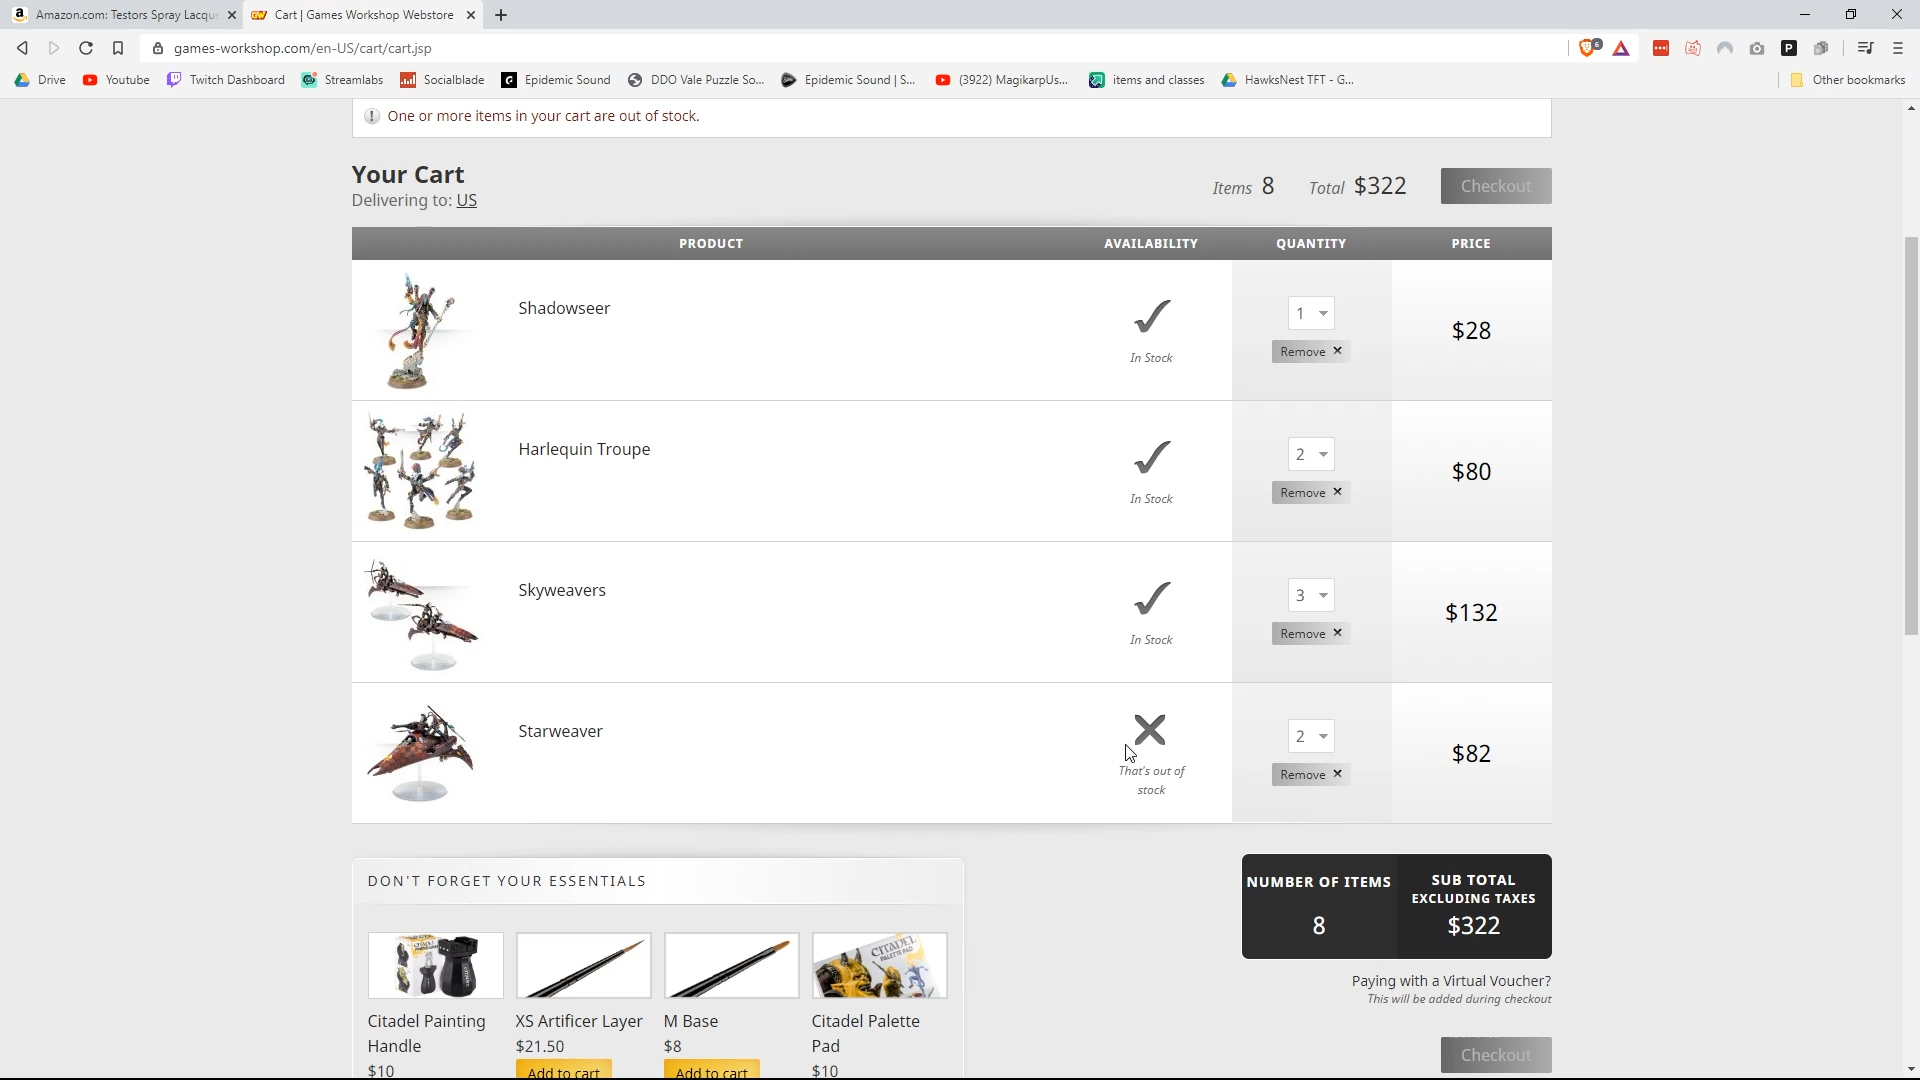 Amazon.com: Testors Spray Lacque
Cart | Games Workshop Webstore
games-workshop.com/en-US/cart/cart.jsp
6
P
Drive
Youtube
Twitch Dashboard
Streamlabs
Socialblade
Epidemic Sound
DDO Vale Puzzle So...
Epidemic Sound | S...
(3922) MagikarpUs...
items and classes
HawksNest TFT - G...
Other bookmarks
One or more items in your cart are out of stock.
Your Cart
Delivering to: US
Items 8 Total $322 Checkout
PRODUCT AVAILABILITY QUANTITY PRICE
Shadowseer
In Stock
1
Remove
$28
Harlequin Troupe
In Stock
2
Remove
$80
Skyweavers
In Stock
3
Remove
$132
Starweaver
That's out of
stock
2
Remove
$82
DON'T FORGET YOUR ESSENTIALS
CITADEL
PALETTE PAD
Citadel Painting
Handle
$10
XS Artificer Layer
$21.50
Add to cart
M Base
$8
Add to cart
Citadel Palette
Pad
$10
NUMBER OF ITEMS
8
SUB TOTAL
EXCLUDING TAXES
$322
Paying with a Virtual Voucher?
This will be added during checkout
Checkout